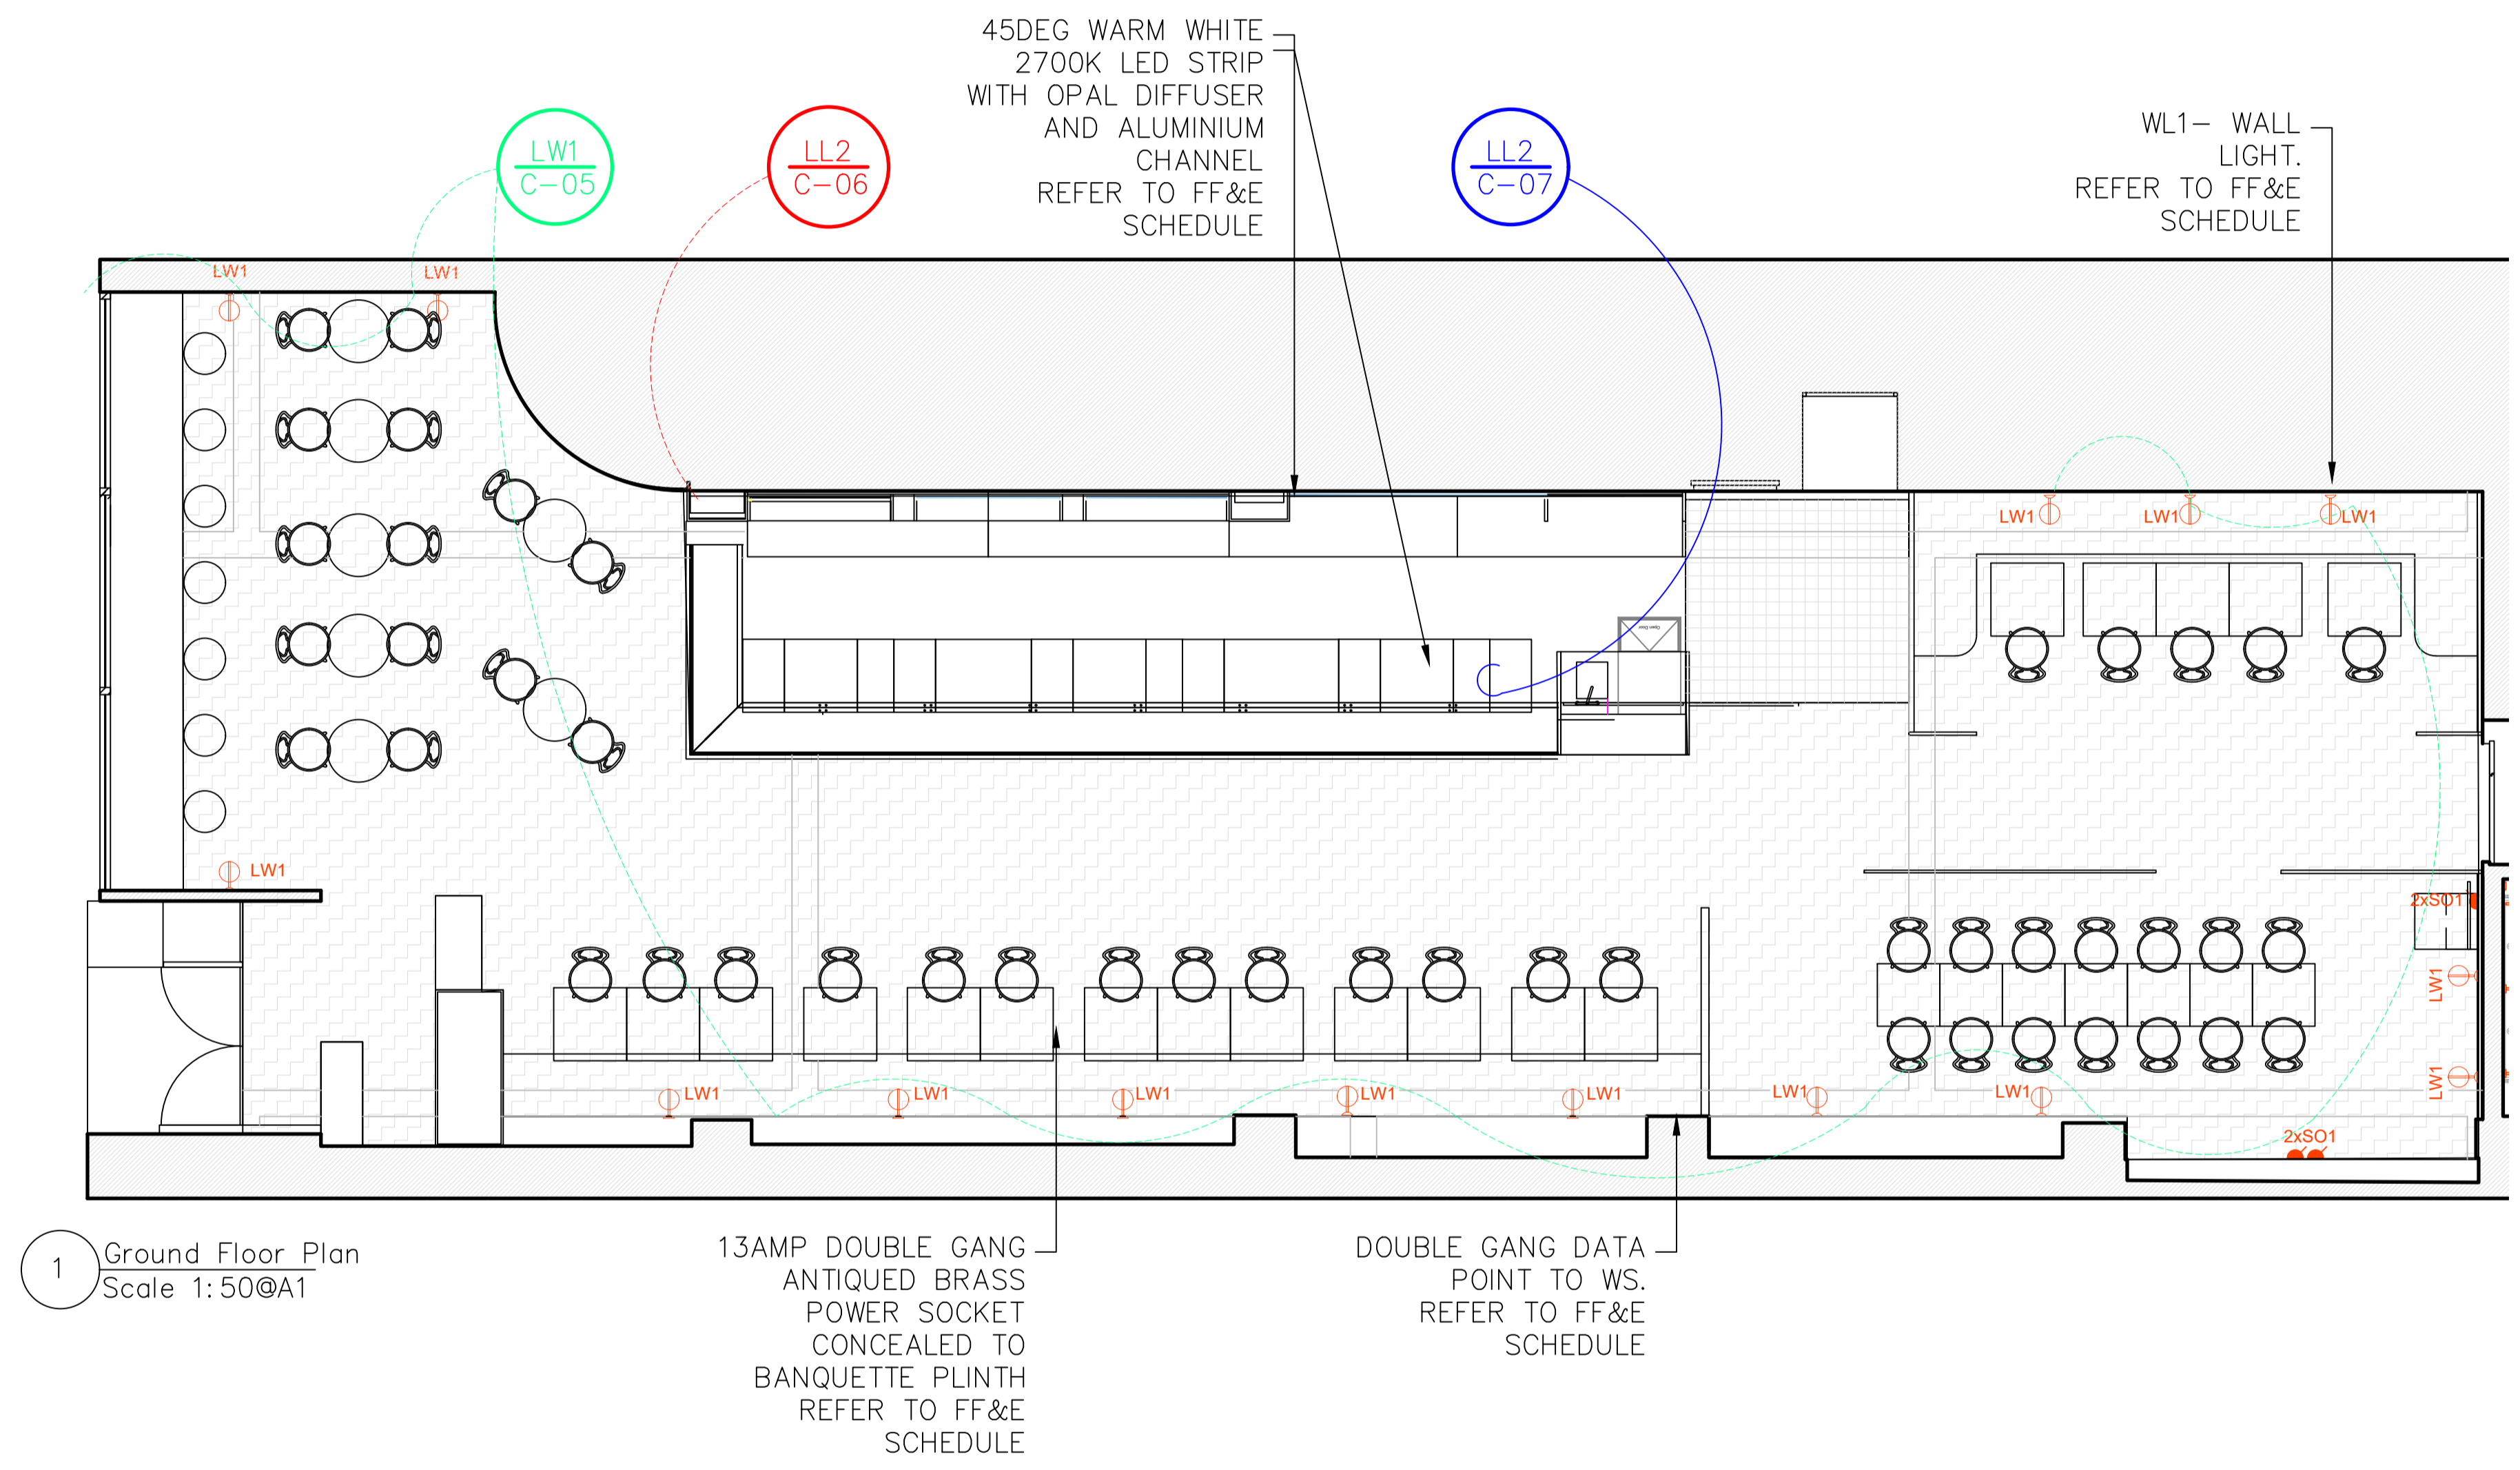 45DEG WARM WHITE
2700K LED STRIP
WITH OPAL DIFFUSER
AND ALUMINIUM
CHANNEL
REFER TO FF&E
SCHEDULE
LW1
C-05
LL2
C-06
LL2
C-07
WL1- WALL
LIGHT.
REFER TO FF&E
SCHEDULE
LW1
LW1
LW1
LW1
LW1
Open Door
LW1
2xSO1
LW1
LW1
LW1
LW1
LW1
LW1
LW1
LW1
LW1
2xSO1
1
Ground Floor Plan
Scale 1:50@A1
13AMP DOUBLE GANG
ANTIQUED BRASS
POWER SOCKET
CONCEALED TO
BANQUETTE PLINTH
REFER TO FF&E
SCHEDULE
DOUBLE GANG DATA
POINT TO WS.
REFER TO FF&E
SCHEDULE